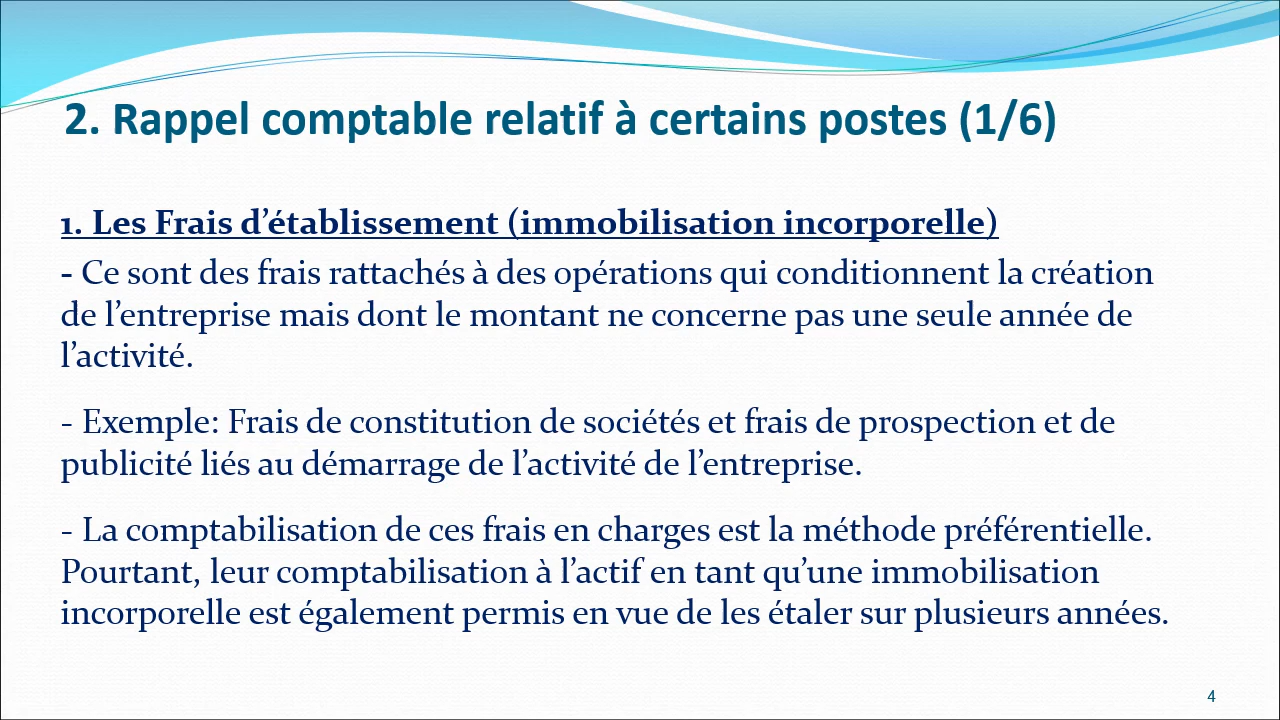 2. Rappel comptable relatif à certains postes (1/6)
1. Les Frais d’établissement (immobilisation incorporelle)
- Ce sont des frais rattachés à des opérations qui conditionnent la création
de l’entreprise mais dont le montant ne concerne pas une seule année de
l’activité.
- Exemple: Frais de constitution de sociétés et frais de prospection et de
publicité liés au démarrage de l’activité de l’entreprise.
- La comptabilisation de ces frais en charges est la méthode préférentielle.
Pourtant, leur comptabilisation à l’actif en tant qu’une immobilisation
incorporelle est également permis en vue de les étaler sur plusieurs années.
4